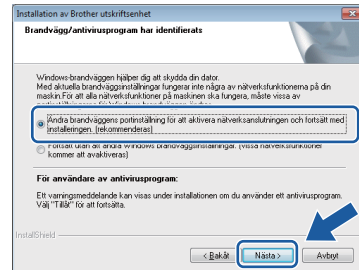 Installation av Brother utskriftsenhet
Brandvägg/antivirusprogram har identifierats
Windows-brandväggen hjälper dig att skydda din dator.
Med aktuella brandväggsinställningar fungerar inte några av nätverksfunktionerna på din
maskin.För att alla nätverksfunktioner på maskinen ska fungera, måste vissa av
Ändra brandväggens portinställning för att aktivera nätverksanslutningen och fortsätt med
installeringen. (rekommenderas)
Fortsätt utan att ändra Windows brandväggsinställningar. (Vissa nätverksfunktioner
kommer att avaktiveras)
För användare av antivirusprogram:
Ett varningsmeddelande kan visas under installationen om du använder ett antivirusprogram.
Välj "Tillåt" för att fortsätta.
InstallShield
< Bakåt
Nästa >
Avbryt